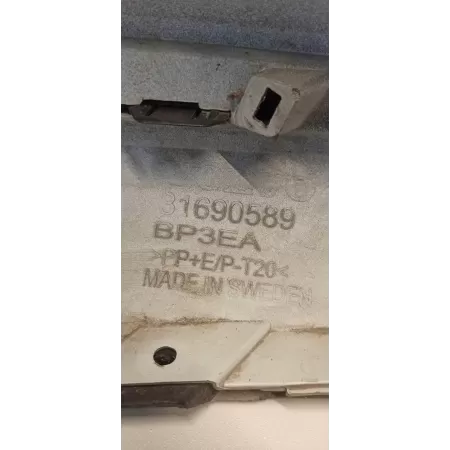 31690589
BP3EA
>PP+E/P-T20<
MADE IN SWEDEN